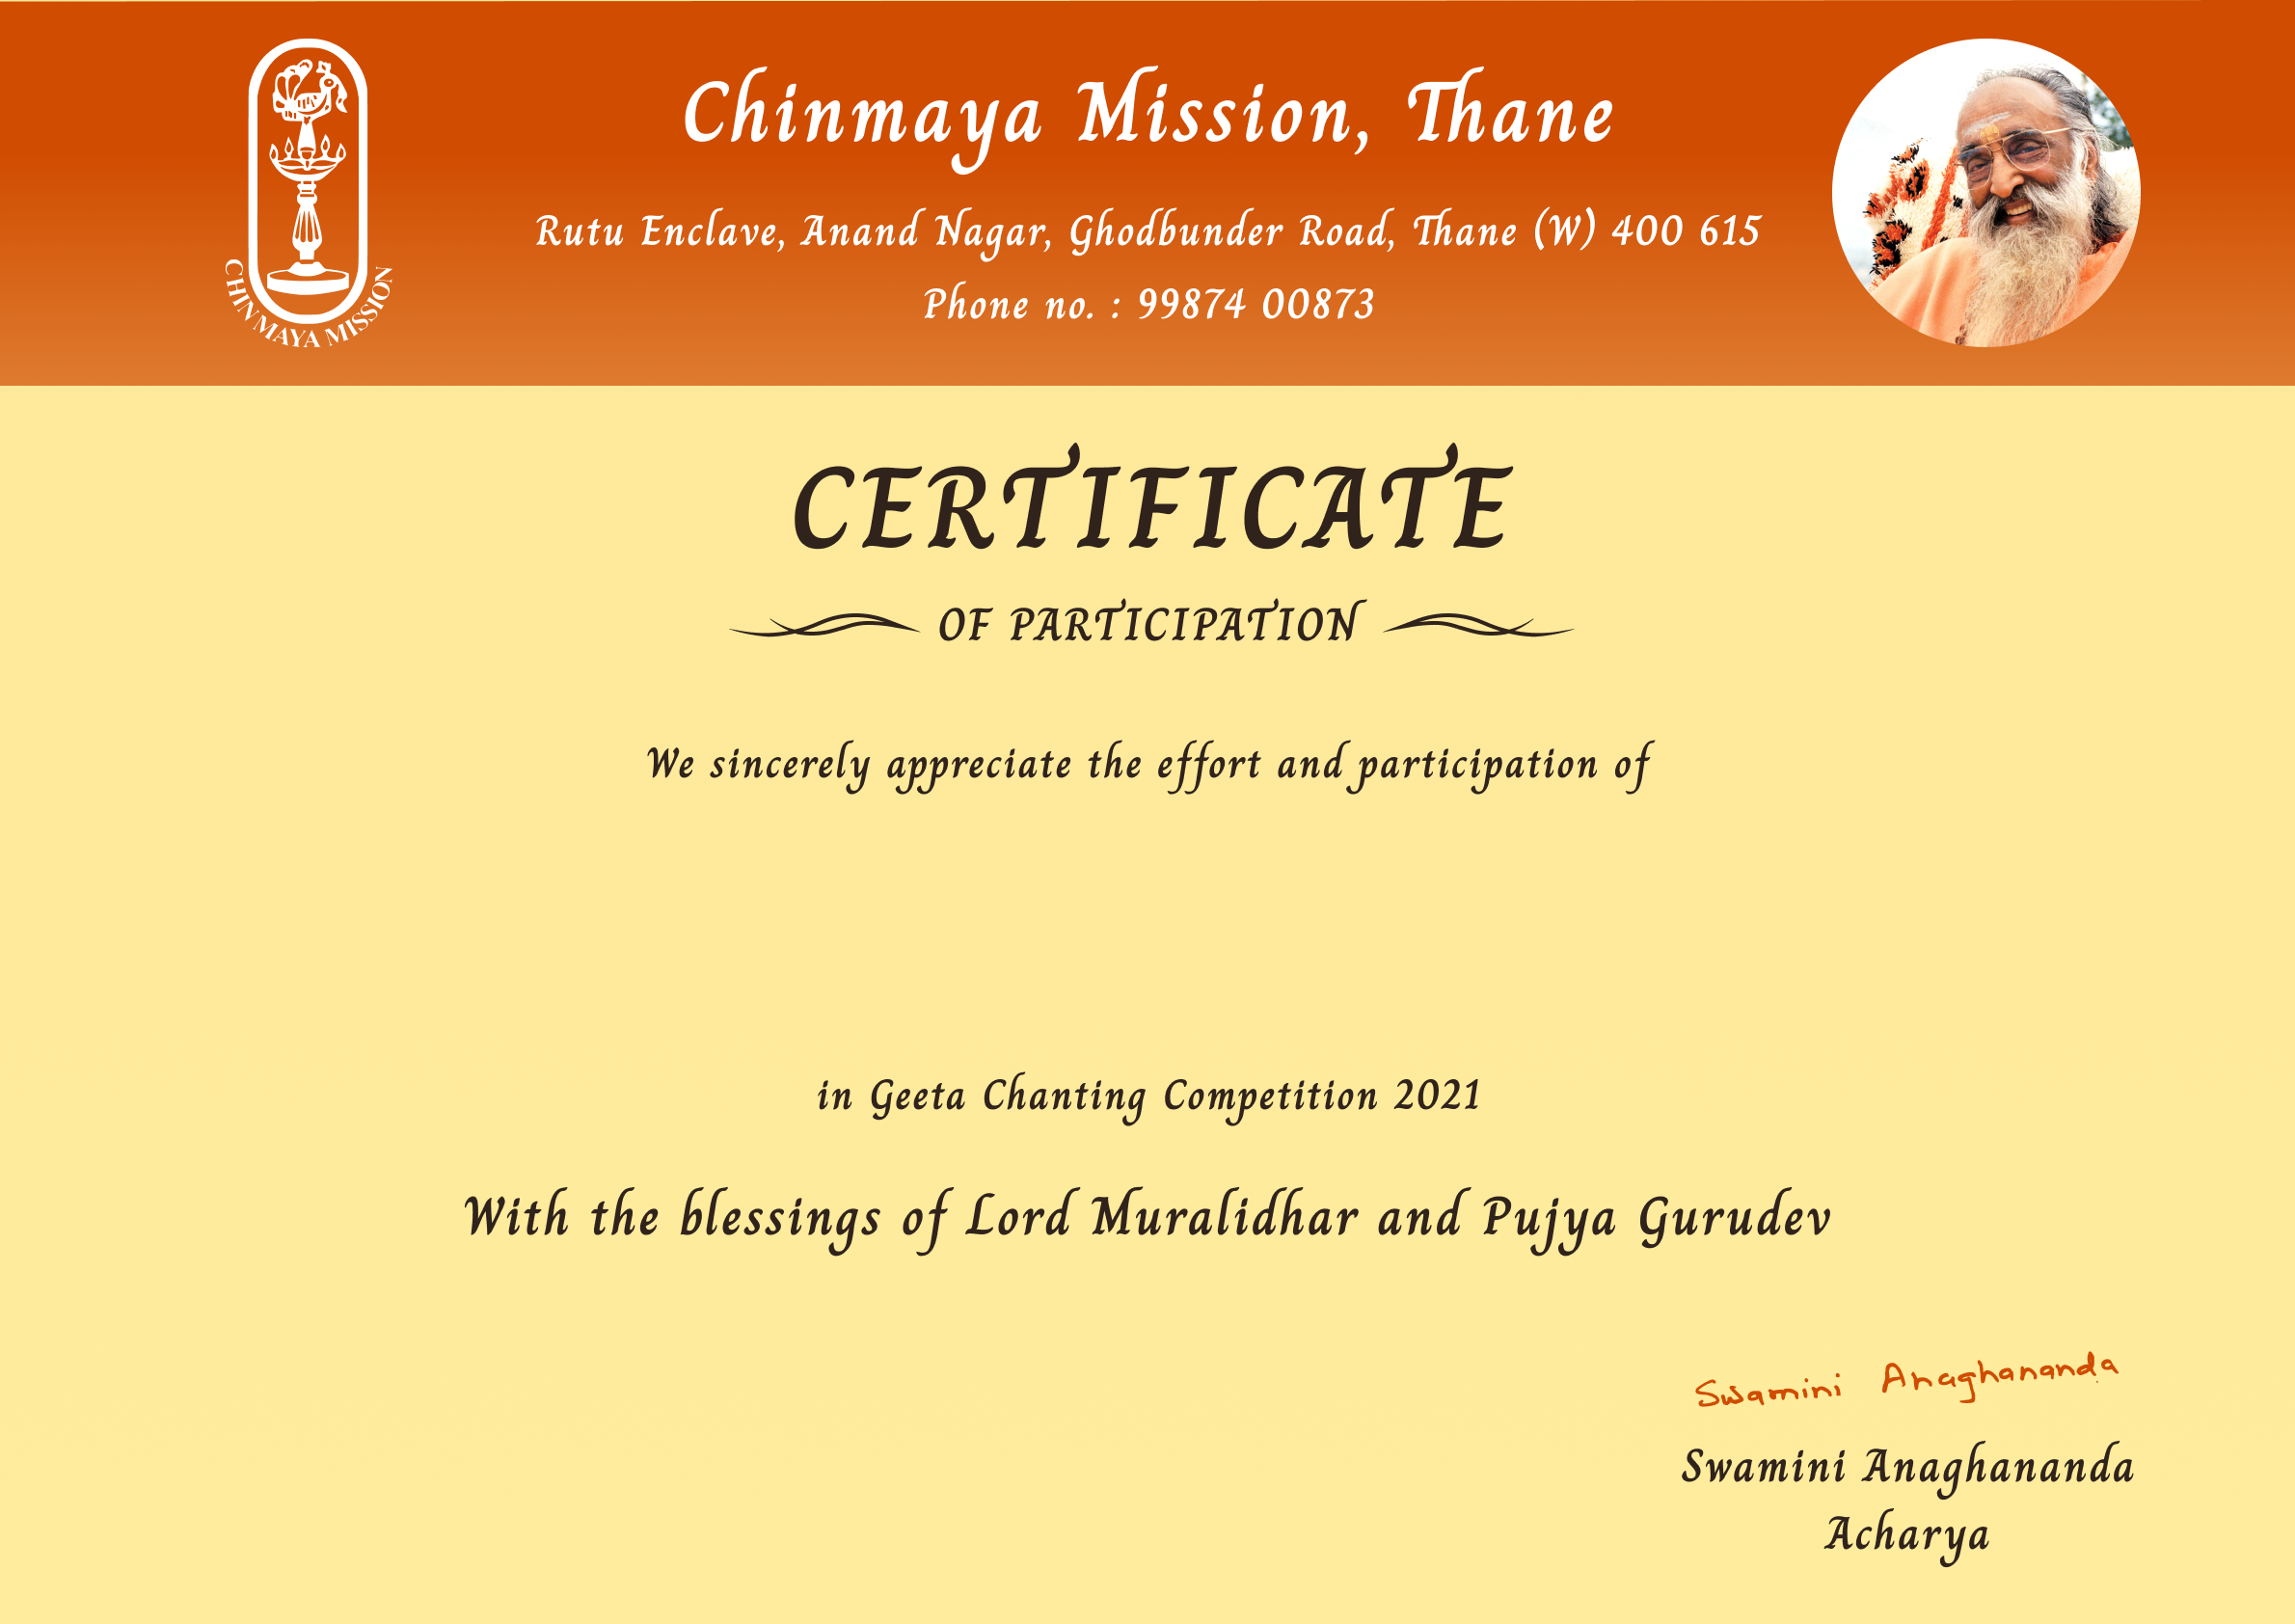 CHINMAYA MISSION
Chinmaya Mission, Thane
Rutu Enclave, Anand Nagar, Ghodbunder Road, Thane (W) 400 615
Phone no. : 99874 00873
CERTIFICATE
OF PARTICIPATION
We sincerely appreciate the effort and participation of
in Geeta Chanting Competition 2021
With the blessings of Lord Muralidhar and Pujya Gurudev
Swamini Anaghananda
Swamini Anaghananda
Acharya